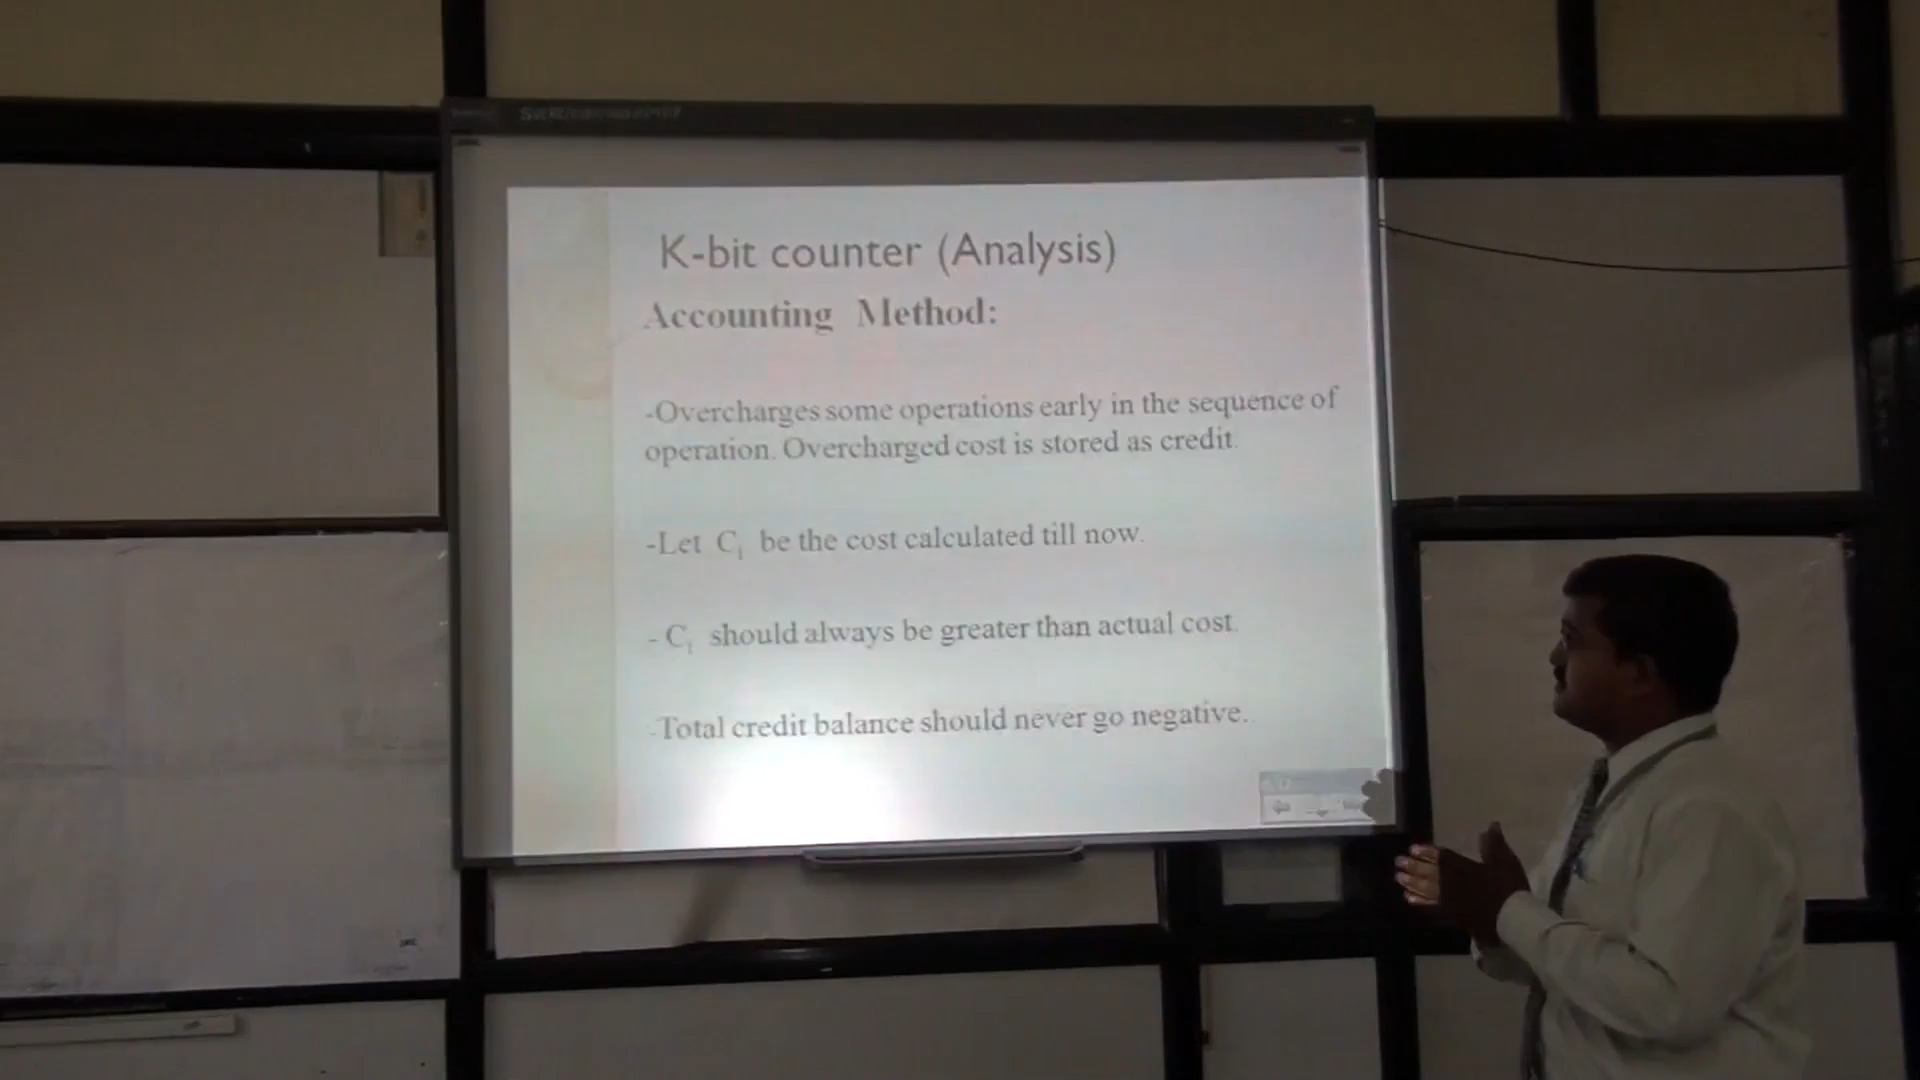 K-bit counter (Analysis)
Accounting Method:
-Overcharges some operations early in the sequence of
operation. Overcharged cost is stored as credit.
-Let Ci be the cost calculated till now.
- Ci should always be greater than actual cost.
-Total credit balance should never go negative.